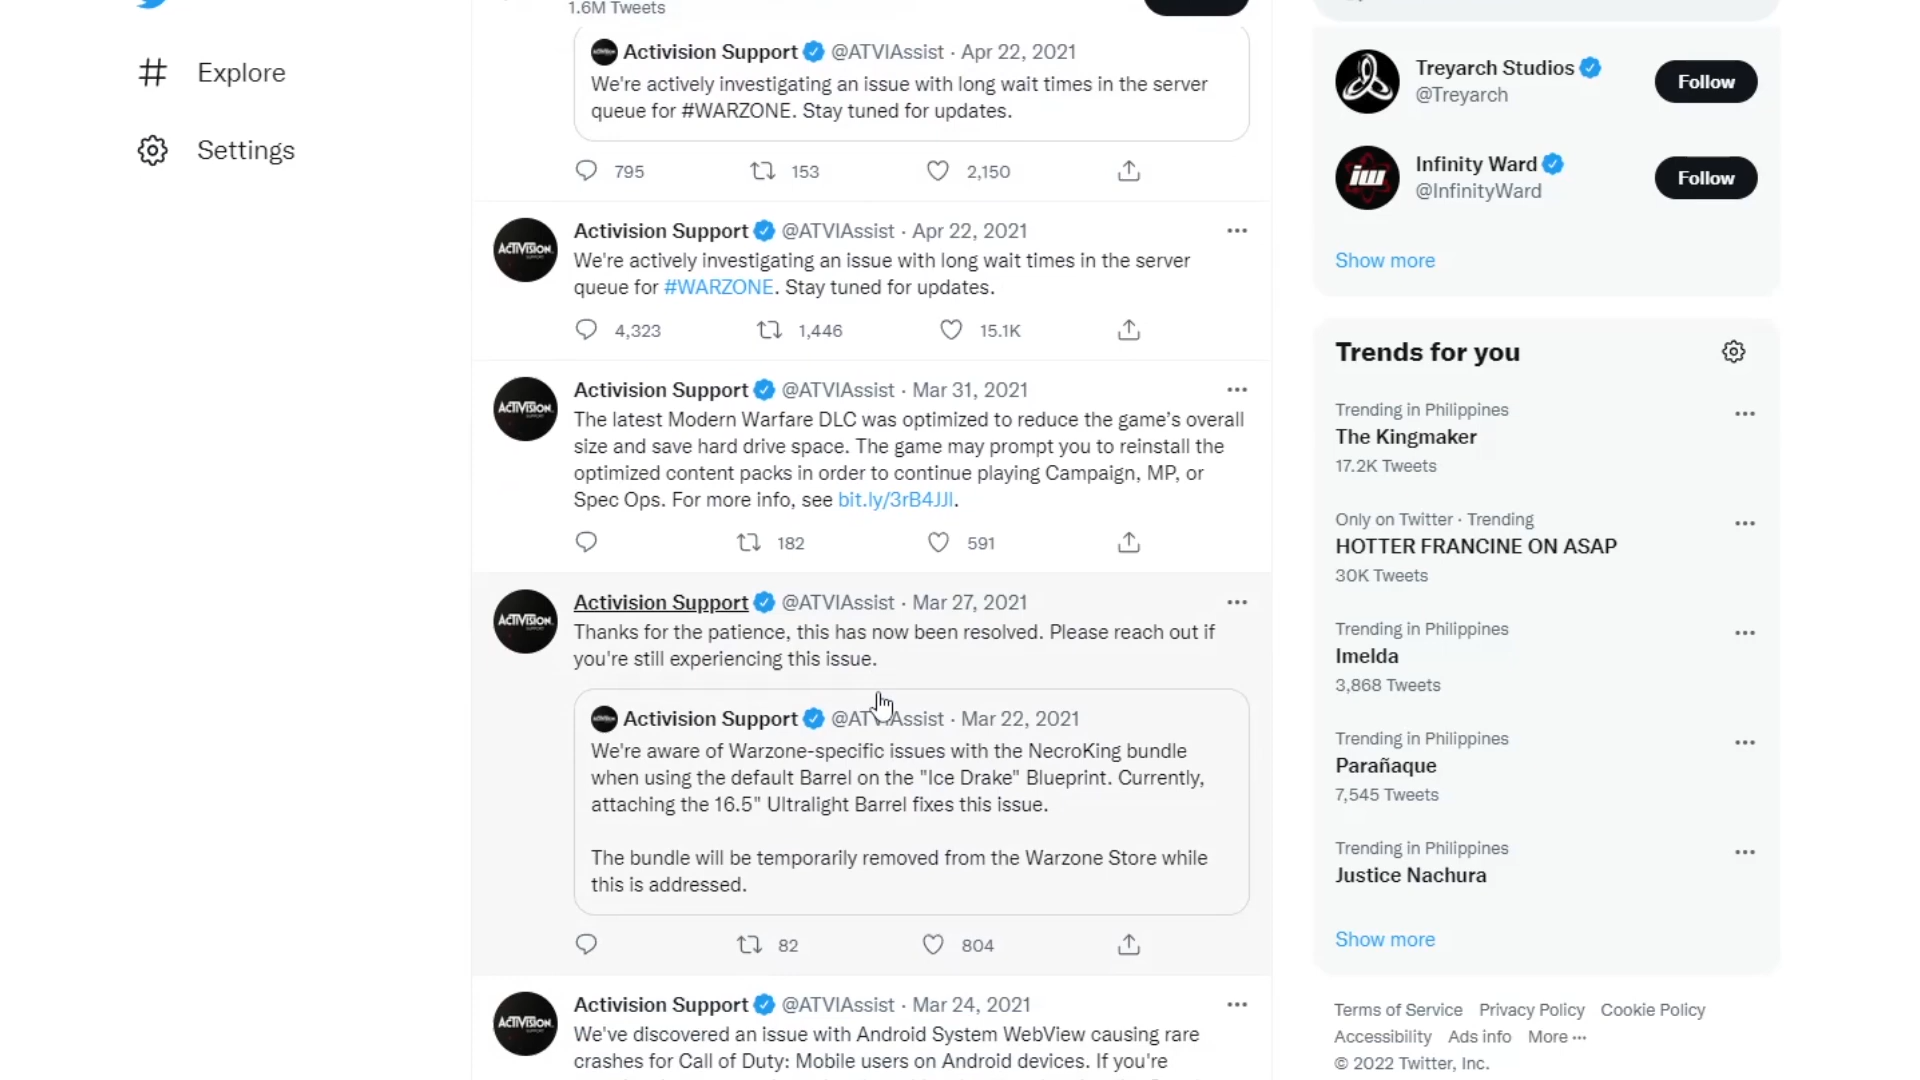 1.6M Tweets
Activision Support @ATVIAssist · Apr 22, 2021
We're actively investigating an issue with long wait times in the server
queue for #WARZONE. Stay tuned for updates.
795 153 2,150
Activision Support @ATVIAssist · Apr 22, 2021
We're actively investigating an issue with long wait times in the server
queue for #WARZONE. Stay tuned for updates.
4,323 1,446 15.1K
ACTIVISION
Activision Support @ATVIAssist · Mar 31, 2021
The latest Modern Warfare DLC was optimized to reduce the game’s overall
size and save hard drive space. The game may prompt you to reinstall the
optimized content packs in order to continue playing Campaign, MP, or
Spec Ops. For more info, see bit.ly/3rB4JJl.
182 591
ACTIVISION
Activision Support @ATVIAssist · Mar 27, 2021
Thanks for the patience, this has now been resolved. Please reach out if
you're still experiencing this issue.
ACTIVISION
Activision Support @ATVIAssist · Mar 22, 2021
We're aware of Warzone-specific issues with the NecroKing bundle
when using the default Barrel on the "Ice Drake" Blueprint. Currently,
attaching the 16.5" Ultralight Barrel fixes this issue.
The bundle will be temporarily removed from the Warzone Store while
this is addressed.
82 804
Activision Support @ATVIAssist · Mar 24, 2021
We've discovered an issue with Android System WebView causing rare
crashes for Call of Duty: Mobile users on Android devices. If you're
ACTIVISION
ACTIVISION
Explore
Settings
Treyarch Studios
@Treyarch
Follow
iw
Infinity Ward
@InfinityWard
Follow
Show more
Trends for you
Trending in Philippines
The Kingmaker
17.2K Tweets
Only on Twitter · Trending
HOTTER FRANCINE ON ASAP
30K Tweets
Trending in Philippines
Imelda
3,868 Tweets
Trending in Philippines
Parañaque
7,545 Tweets
Trending in Philippines
Justice Nachura
Show more
Terms of Service Privacy Policy Cookie Policy
Accessibility Ads info More ···
© 2022 Twitter, Inc.